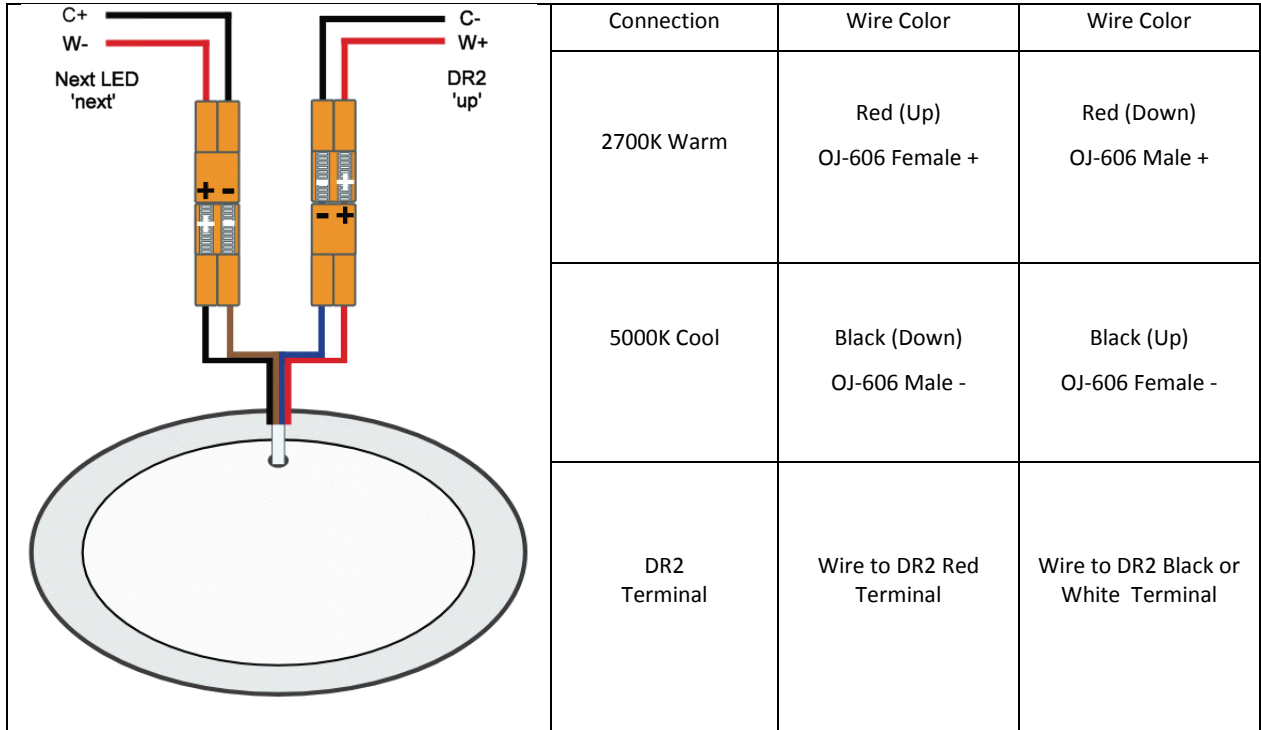 C+
W-
Next LED
'next'
C-
W+
DR2
'up'
+ -
+ -
- +
- +
Connection
Wire Color
Wire Color
2700K Warm
Red (Up)
OJ-606 Female +
Red (Down)
OJ-606 Male +
5000K Cool
Black (Down)
OJ-606 Male -
Black (Up)
OJ-606 Female -
DR2
Terminal
Wire to DR2 Red
Terminal
Wire to DR2 Black or
White Terminal